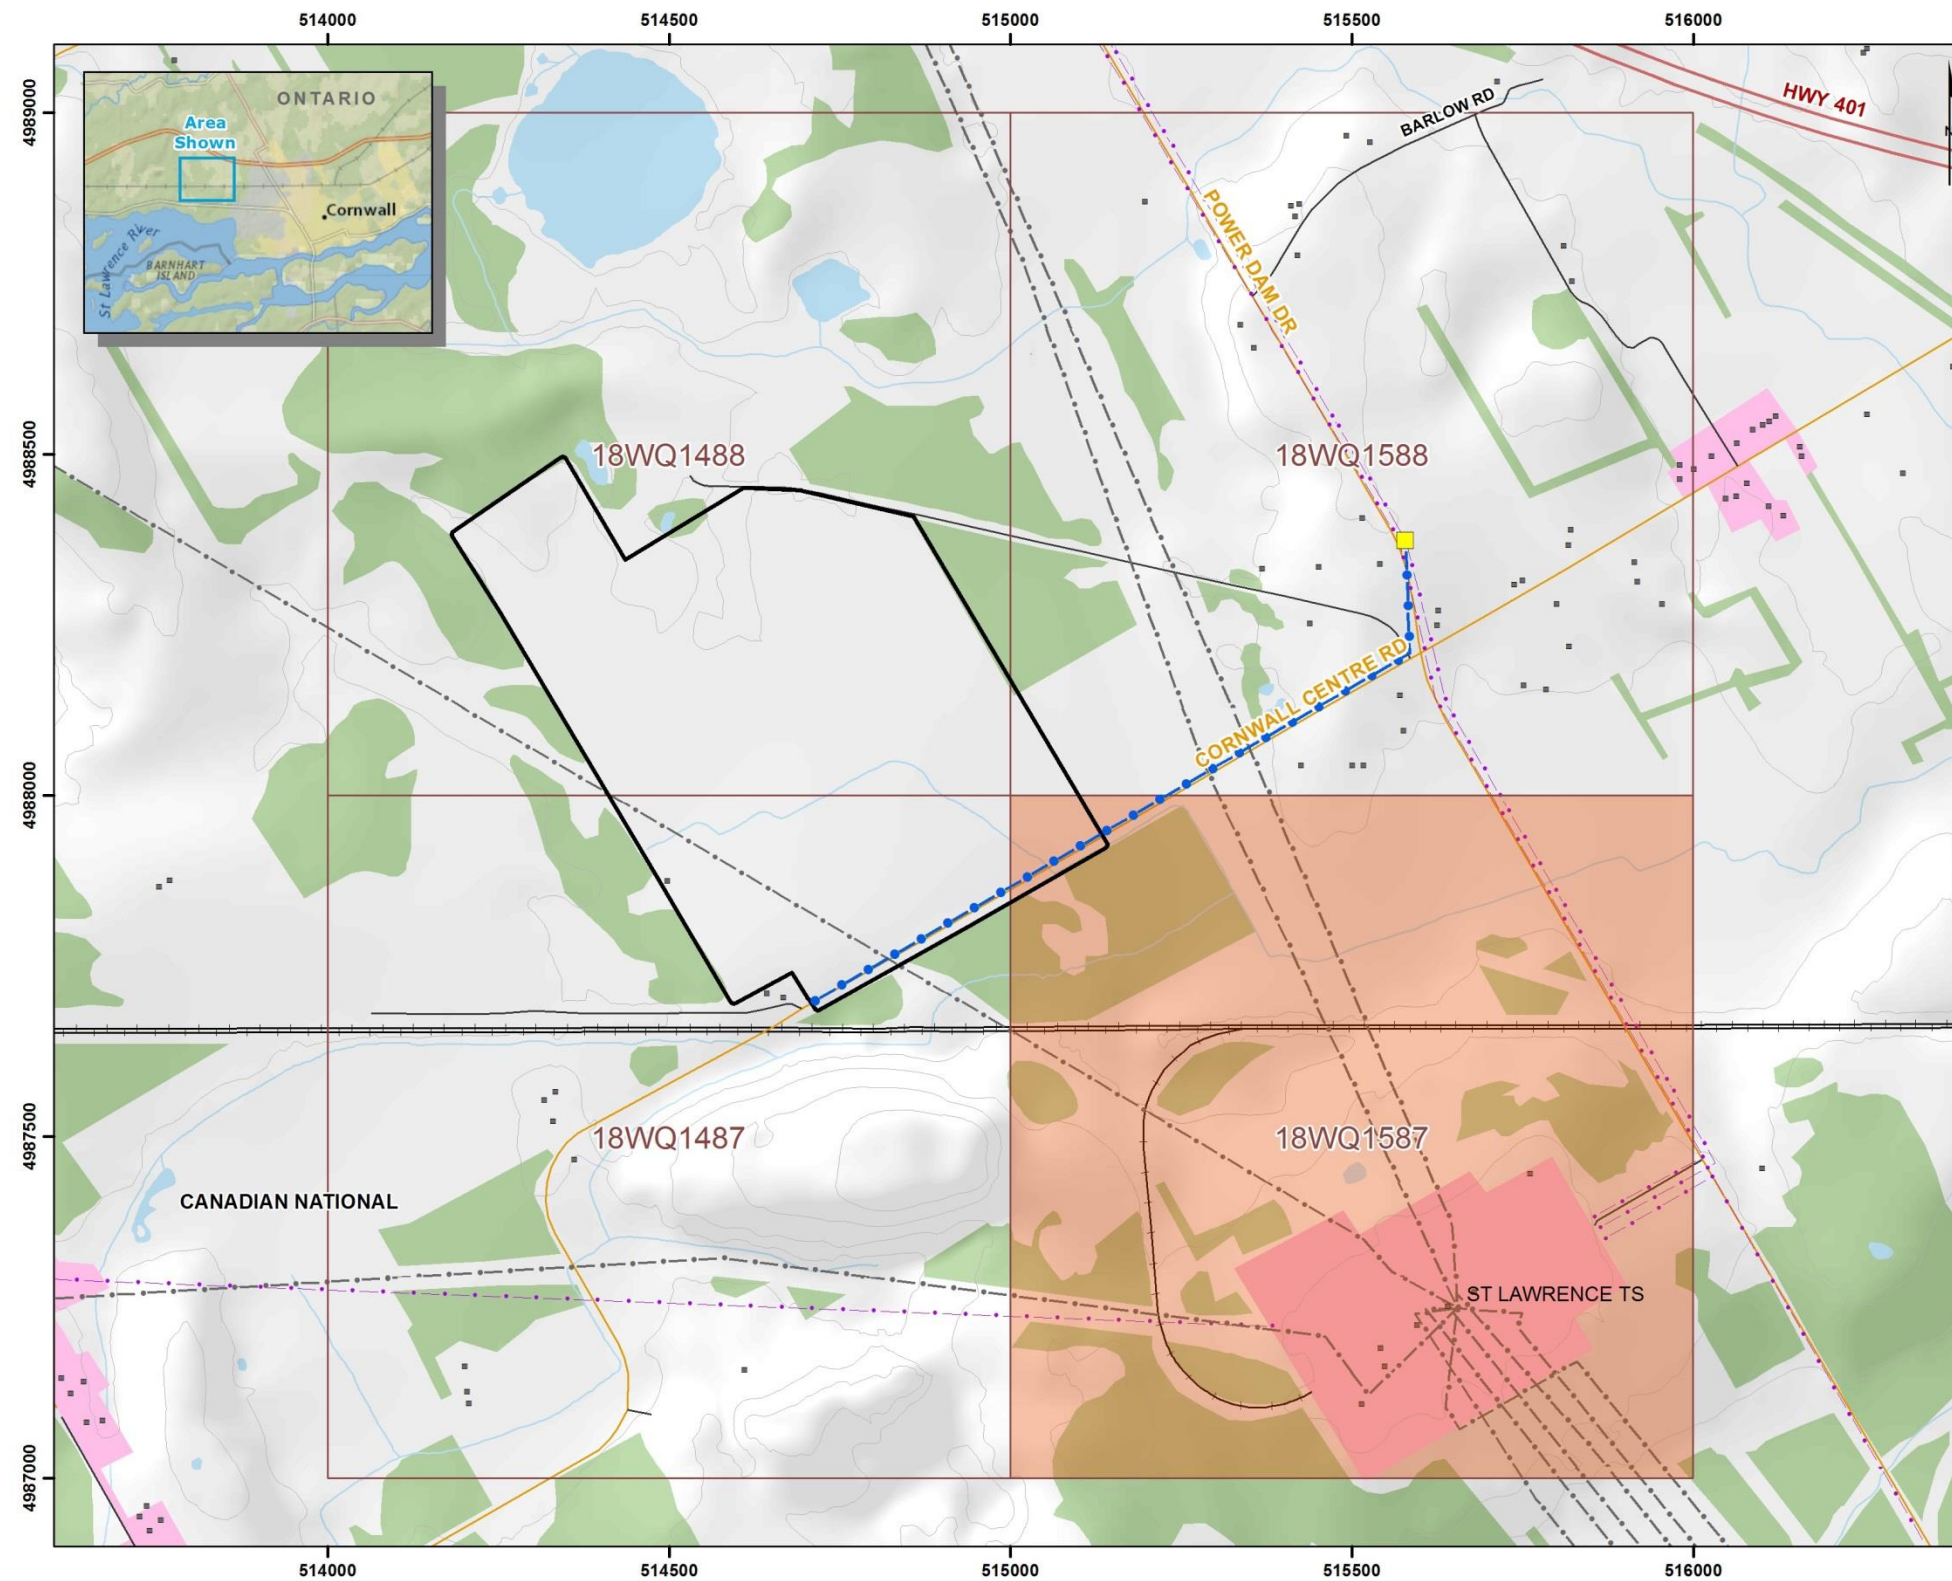 514000
514500
515000
515500
516000
4989000
4988500
4988000
4987500
4987000
ONTARIO
Area
Shown
Cornwall
St Lawrence River
BARNHART
ISLAND
HWY 401
BARLOW RD
POWER DAM DR
18WQ1488
18WQ1588
CORNWALL CENTRE RD
18WQ1487
18WQ1587
CANADIAN NATIONAL
ST LAWRENCE TS
514000
514500
515000
515500
516000